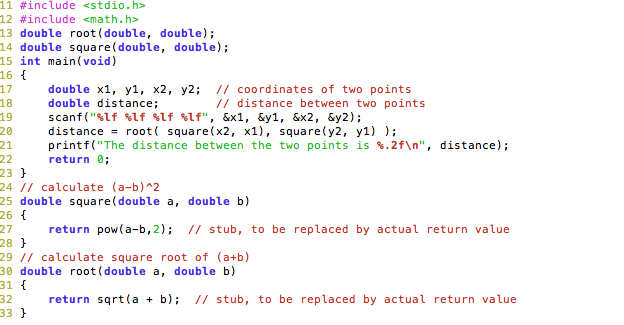 11 #include <stdio.h>
12 #include <math.h>
13 double root(double, double);
14 double square(double, double);
15 int main(void)
16 {
17     double x1, y1, x2, y2;  // coordinates of two points
18     double distance;        // distance between two points
19     scanf("%lf %lf %lf %lf", &x1, &y1, &x2, &y2);
20     distance = root( square(x2, x1), square(y2, y1) );
21     printf("The distance between the two points is %.2f\n", distance);
22     return 0;
23 }
24 // calculate (a-b)^2
25 double square(double a, double b)
26 {
27     return pow(a-b,2);  // stub, to be replaced by actual return value
28 }
29 // calculate square root of (a+b)
30 double root(double a, double b)
31 {
32     return sqrt(a + b);  // stub, to be replaced by actual return value
33 }